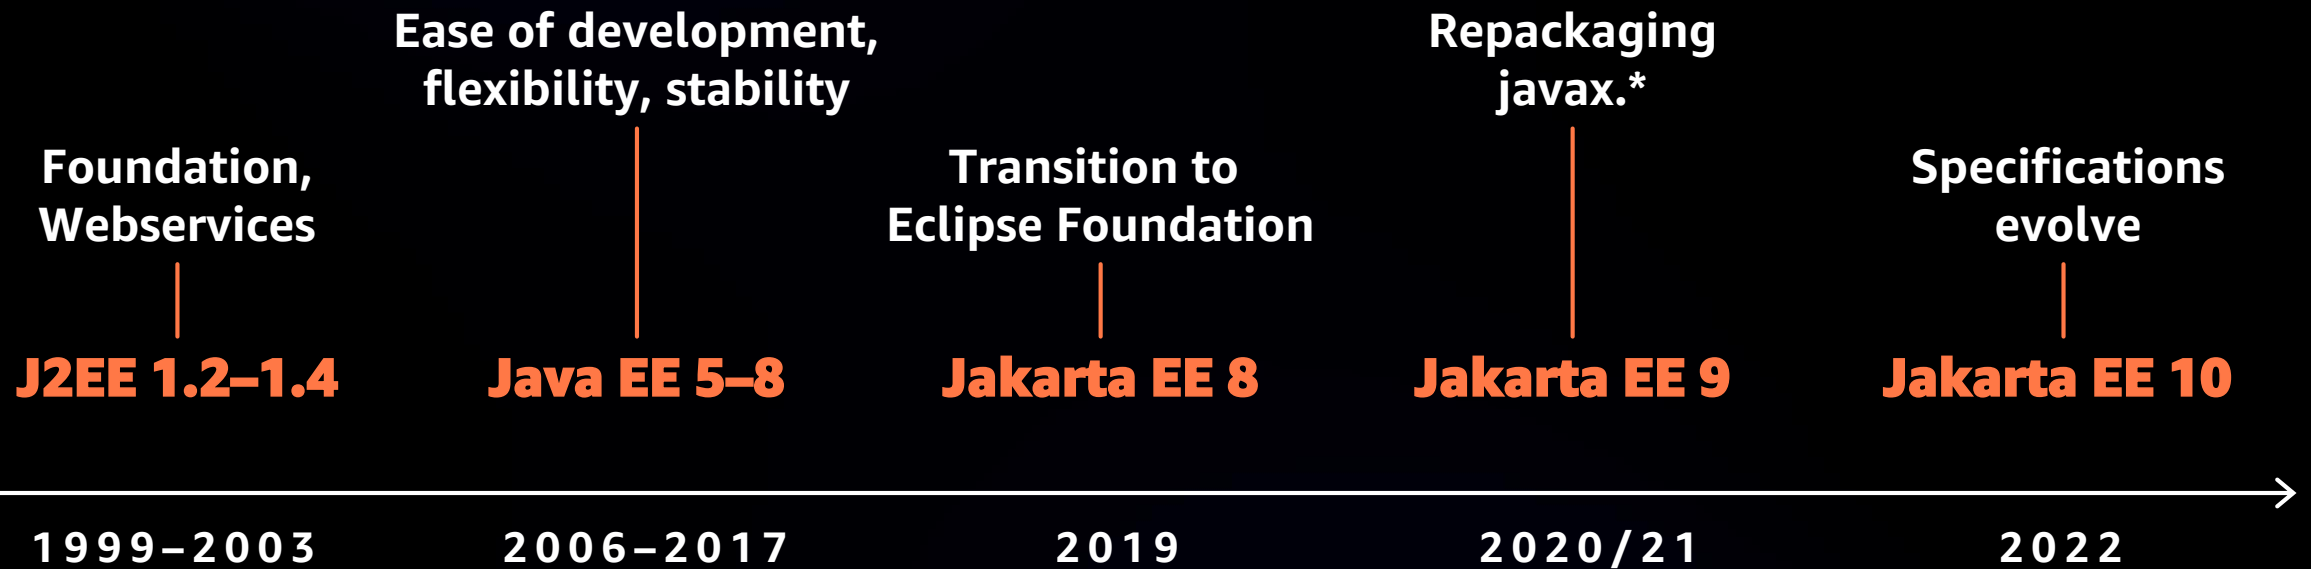 Ease of development,
flexibility, stability
Repackaging
javax.*
Foundation,
Webservices
Transition to
Eclipse Foundation
Specifications
evolve
J2EE 1.2–1.4
Java EE 5–8
Jakarta EE 8
Jakarta EE 9
Jakarta EE 10
1999–2003
2006–2017
2019
2020/21
2022